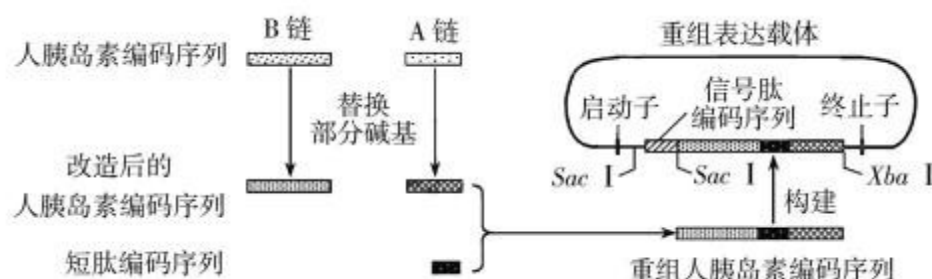 B 链
A 链
重组表达载体
人胰岛素编码序列
替换
部分碱基
启动子
信号肽
编码序列
终止子
改造后的
人胰岛素编码序列
Sac Ⅰ
Sac Ⅰ
Xba Ⅰ
构建
短肽编码序列
重组人胰岛素编码序列